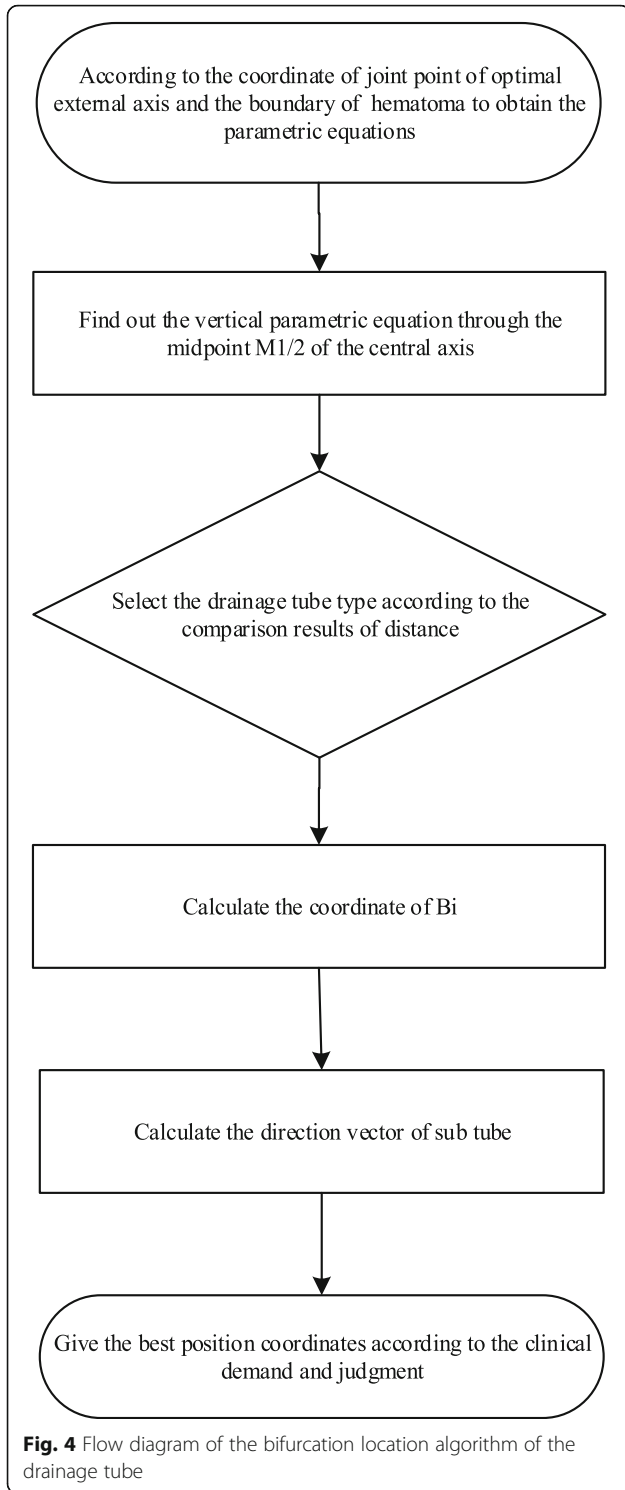 According to the coordinate of joint point of optimal
external axis and the boundary of hematoma to obtain the
parametric equations
Find out the vertical parametric equation through the
midpoint M1/2 of the central axis
Select the drainage tube type according to the
comparison results of distance
Calculate the coordinate of Bi
Calculate the direction vector of sub tube
Give the best position coordinates according to the clinical
demand and judgment
Fig. 4 Flow diagram of the bifurcation location algorithm of the
drainage tube